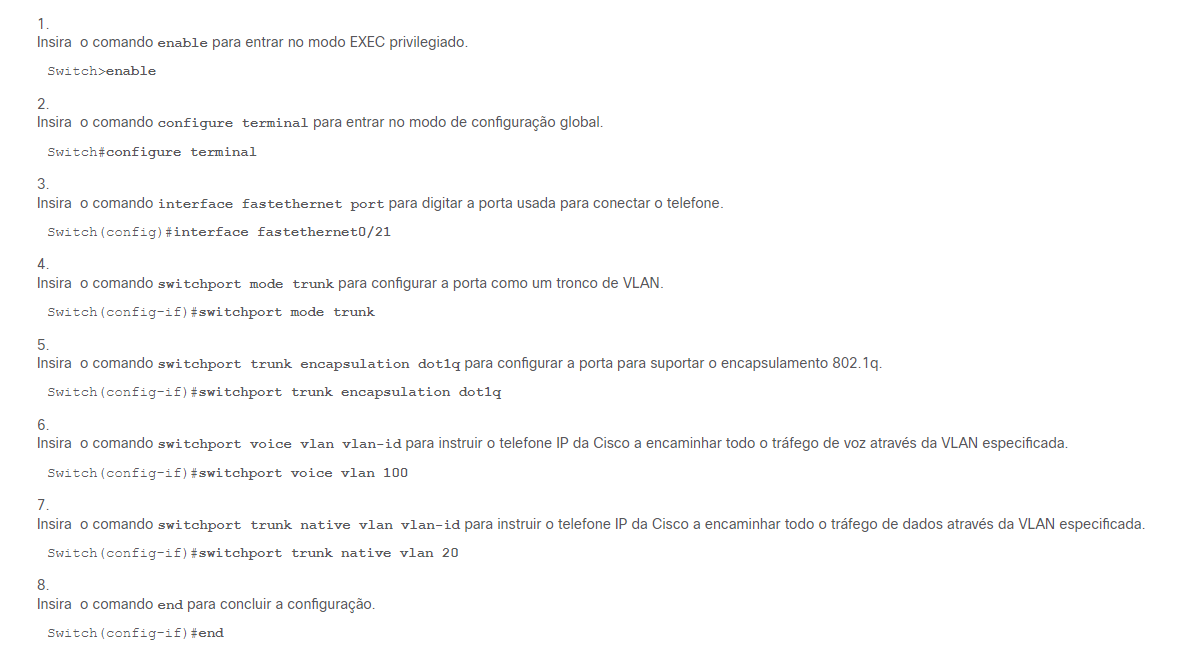 1.
Insira  o comando enable para entrar no modo EXEC privilegiado.
Switch>enable
2.
Insira  o comando configure terminal para entrar no modo de configuração global.
Switch#configure terminal
3.
Insira  o comando interface fastethernet port para digitar a porta usada para conectar o telefone.
Switch(config)#interface fastethernet0/21
4.
Insira  o comando switchport mode trunk para configurar a porta como um tronco de VLAN.
Switch(config-if)#switchport mode trunk
5.
Insira  o comando switchport trunk encapsulation dot1q para configurar a porta para suportar o encapsulamento 802.1q.
Switch(config-if)#switchport trunk encapsulation dot1q
6.
Insira  o comando switchport voice vlan vlan-id para instruir o telefone IP da Cisco a encaminhar todo o tráfego de voz através da VLAN especificada.
Switch(config-if)#switchport voice vlan 100
7.
Insira  o comando switchport trunk native vlan vlan-id para instruir o telefone IP da Cisco a encaminhar todo o tráfego de dados através da VLAN especificada.
Switch(config-if)#switchport trunk native vlan 20
8.
Insira  o comando end para concluir a configuração.
Switch(config-if)#end